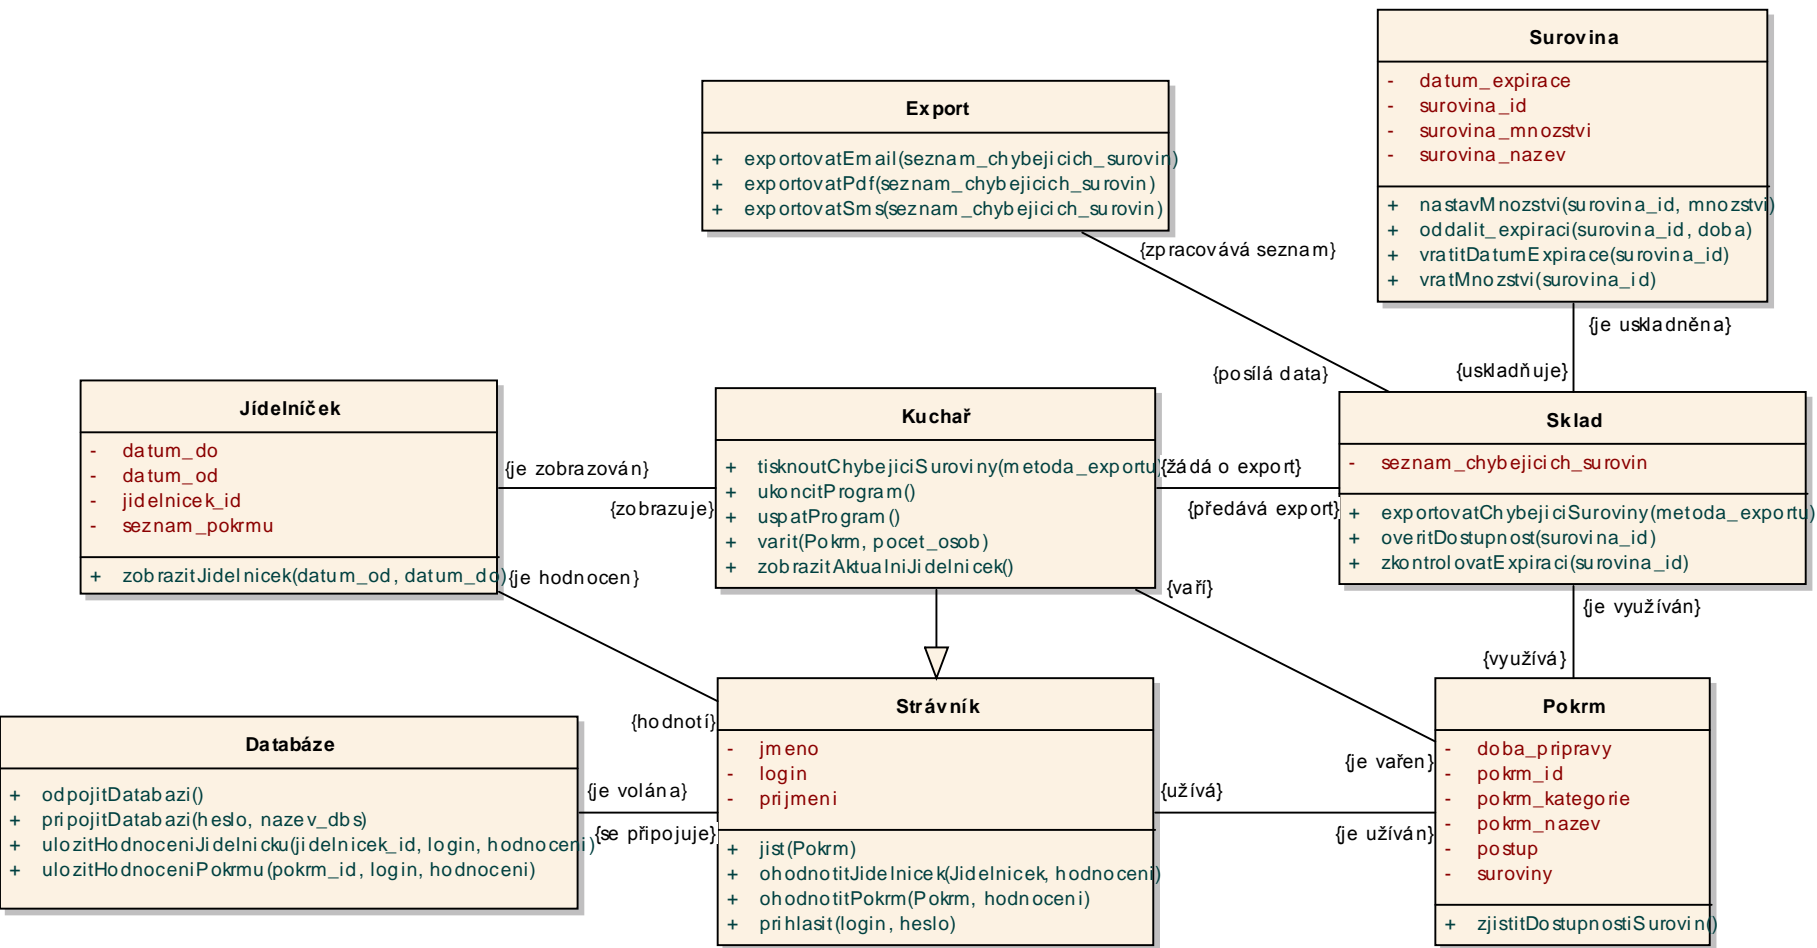 Surovina
- datum_expirace
- surovina_id
- surovina_mnozstvi
- surovina_nazev
+ nastavMnozstvi(surovina_id, mnozstvi)
+ oddalit_expiraci(surovina_id, doba)
+ vratitDatumExpirace(surovina_id)
+ vratMnozstvi(surovina_id)
Export
+ exportovatEmail(seznam_chybejicich_surovin)
+ exportovatPdf(seznam_chybejicich_surovin)
+ exportovatSms(seznam_chybejicich_surovin)
{zpracovává seznam}
{posílá data}
{je uskladněna}
{uskladňuje}
Jídelníček
- datum_do
- datum_od
- jidelnicek_id
- seznam_pokrmu
+ zobrazitJidelnicek(datum_od, datum_do)
{je zobrazován}
{zobrazuje}
{je hodnocen}
{hodnotí}
Kuchař
+ tisknoutChybejiciSuroviny(metoda_exportu)
+ ukoncitProgram()
+ uspatProgram()
+ varit(Pokrm, pocet_osob)
+ zobrazitAktualniJidelnicek()
{žádá o export}
{předává export}
{vaří}
{je vařen}
Sklad
- seznam_chybejicich_surovin
+ exportovatChybejiciSuroviny(metoda_exportu)
+ overitDostupnost(surovina_id)
+ zkontrolovatExpiraci(surovina_id)
{je využíván}
{využívá}
Databáze
+ odpojitDatabazi()
+ pripojitDatabazi(heslo, nazev_dbs)
+ ulozitHodnoceniJidelnicku(jidelnicek_id, login, hodnoceni)
+ ulozitHodnoceniPokrmu(pokrm_id, login, hodnoceni)
{je volána}
{se připojuje}
Strávník
- jmeno
- login
- prijmeni
+ jist(Pokrm)
+ ohodnotitJidelnicek(Jidelnicek, hodnoceni)
+ ohodnotitPokrm(Pokrm, hodnoceni)
+ prihlasit(login, heslo)
{užívá}
{je užíván}
Pokrm
- doba_pripravy
- pokrm_id
- pokrm_kategorie
- pokrm_nazev
- postup
- suroviny
+ zjistitDostupnostiSurovin()